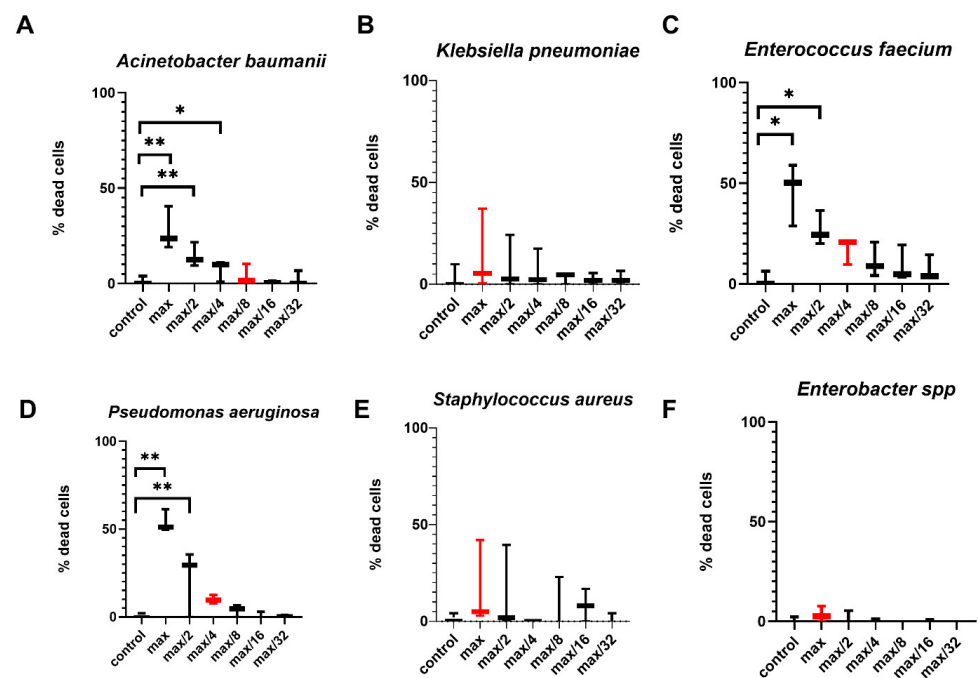 A
Acinetobacter baumanii
% dead cells
100
50
0
**
**
*
control
max
max/2
max/4
max/8
max/16
max/32
B
Klebsiella pneumoniae
% dead cells
100
50
0
control
max
max/2
max/4
max/8
max/16
max/32
C
Enterococcus faecium
% dead cells
100
50
0
*
*
control
max
max/2
max/4
max/8
max/16
max/32
D
Pseudomonas aeruginosa
% dead cells
100
50
0
**
**
control
max
max/2
max/4
max/8
max/16
max/32
E
Staphylococcus aureus
% dead cells
100
50
0
control
max
max/2
max/4
max/8
max/16
max/32
F
Enterobacter spp
% dead cells
100
50
0
control
max
max/2
max/4
max/8
max/16
max/32